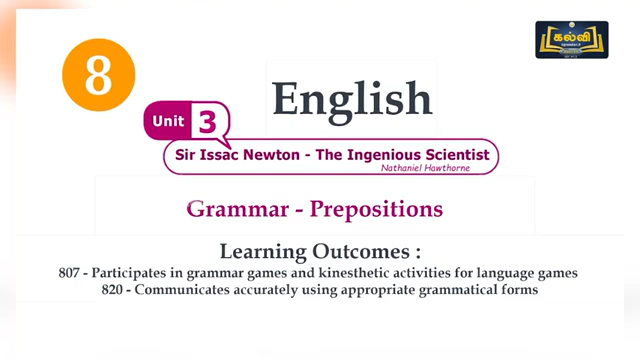 8
English
கல்வி
Unit 3
Sir Issac Newton - The Ingenious Scientist
Nathaniel Hawthorne
Grammar - Prepositions
Learning Outcomes :
807 - Participates in grammar games and kinesthetic activities for language games
820 - Communicates accurately using appropriate grammatical forms